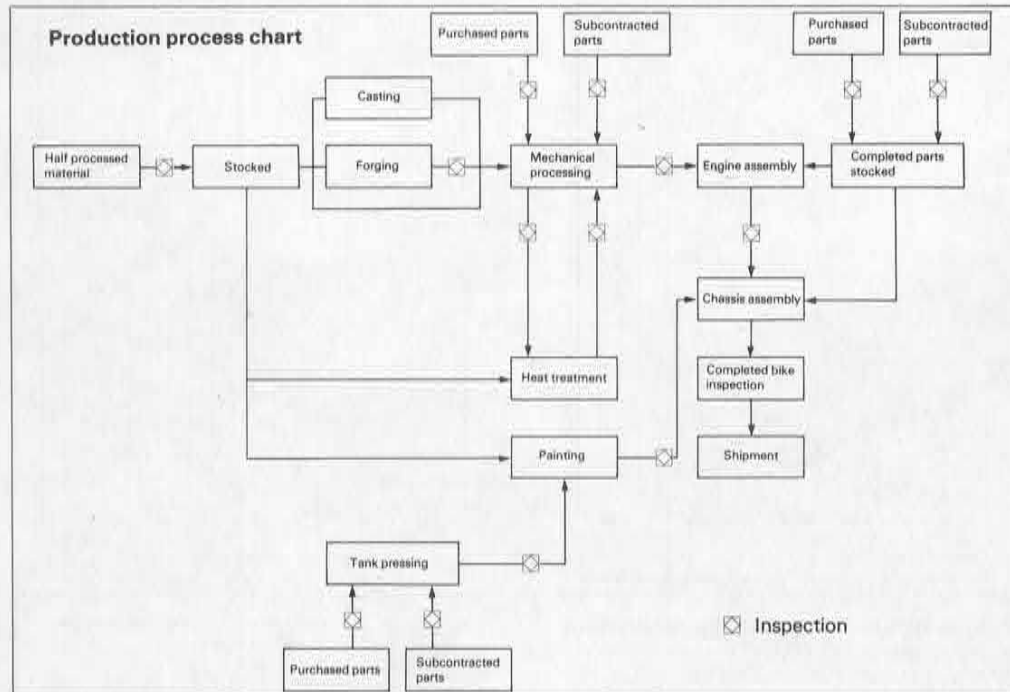 Production process chart
Purchased parts
Subcontracted
parts
Purchased
parts
Subcontracted
parts
Casting
Half processed
material
Stocked
Forging
Mechanical
processing
Engine assembly
Completed parts
stocked
Chassis assembly
Heat treatment
Completed bike
inspection
Painting
Shipment
Tank pressing
Inspection
Purchased parts
Subcontracted
parts